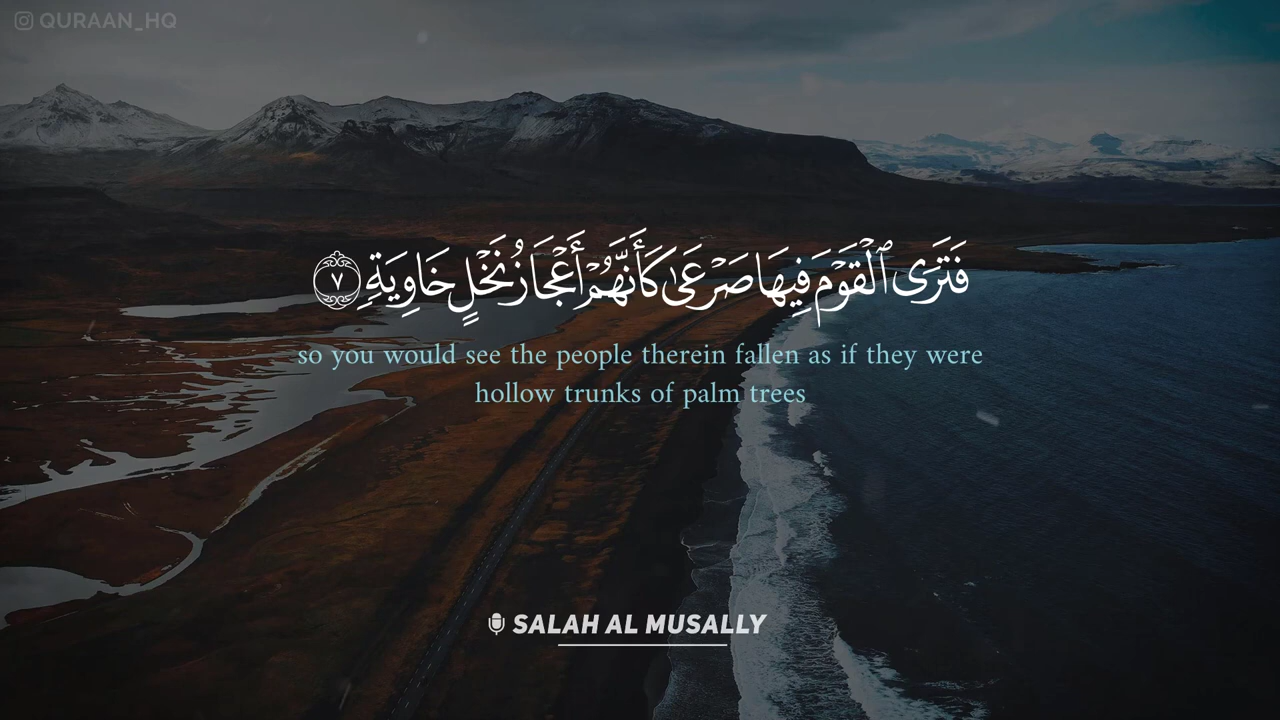 QURAAN_HQ
فَتَرَى ٱلْقَوْمَ فِيهَا صَرْعَىٰ كَأَنَّهُمْ أَعْجَازُ نَخْلٍ خَاوِيَةٍ ٧
so you would see the people therein fallen as if they were
hollow trunks of palm trees
SALAH AL MUSALLY